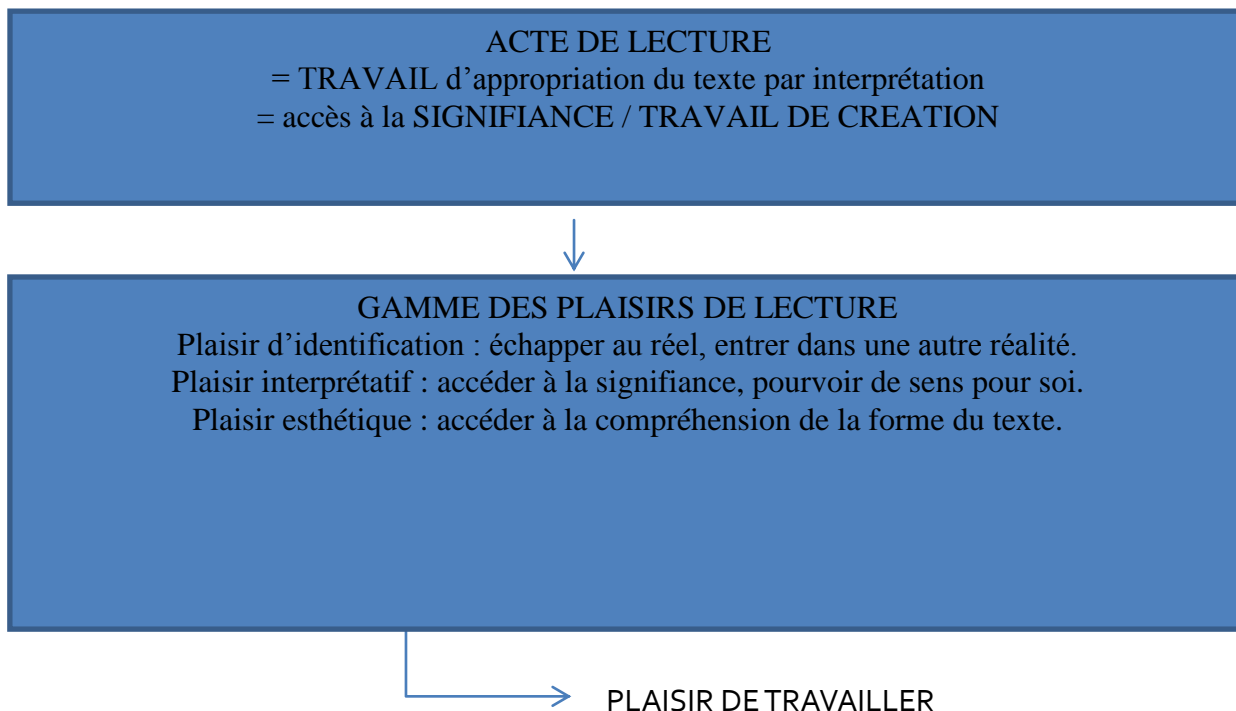 ACTE DE LECTURE
= TRAVAIL d’appropriation du texte par interprétation
= accès à la SIGNIFIANCE / TRAVAIL DE CREATION
GAMME DES PLAISIRS DE LECTURE
Plaisir d’identification : échapper au réel, entrer dans une autre réalité.
Plaisir interprétatif : accéder à la signifiance, pourvoir de sens pour soi.
Plaisir esthétique : accéder à la compréhension de la forme du texte.
PLAISIR DE TRAVAILLER